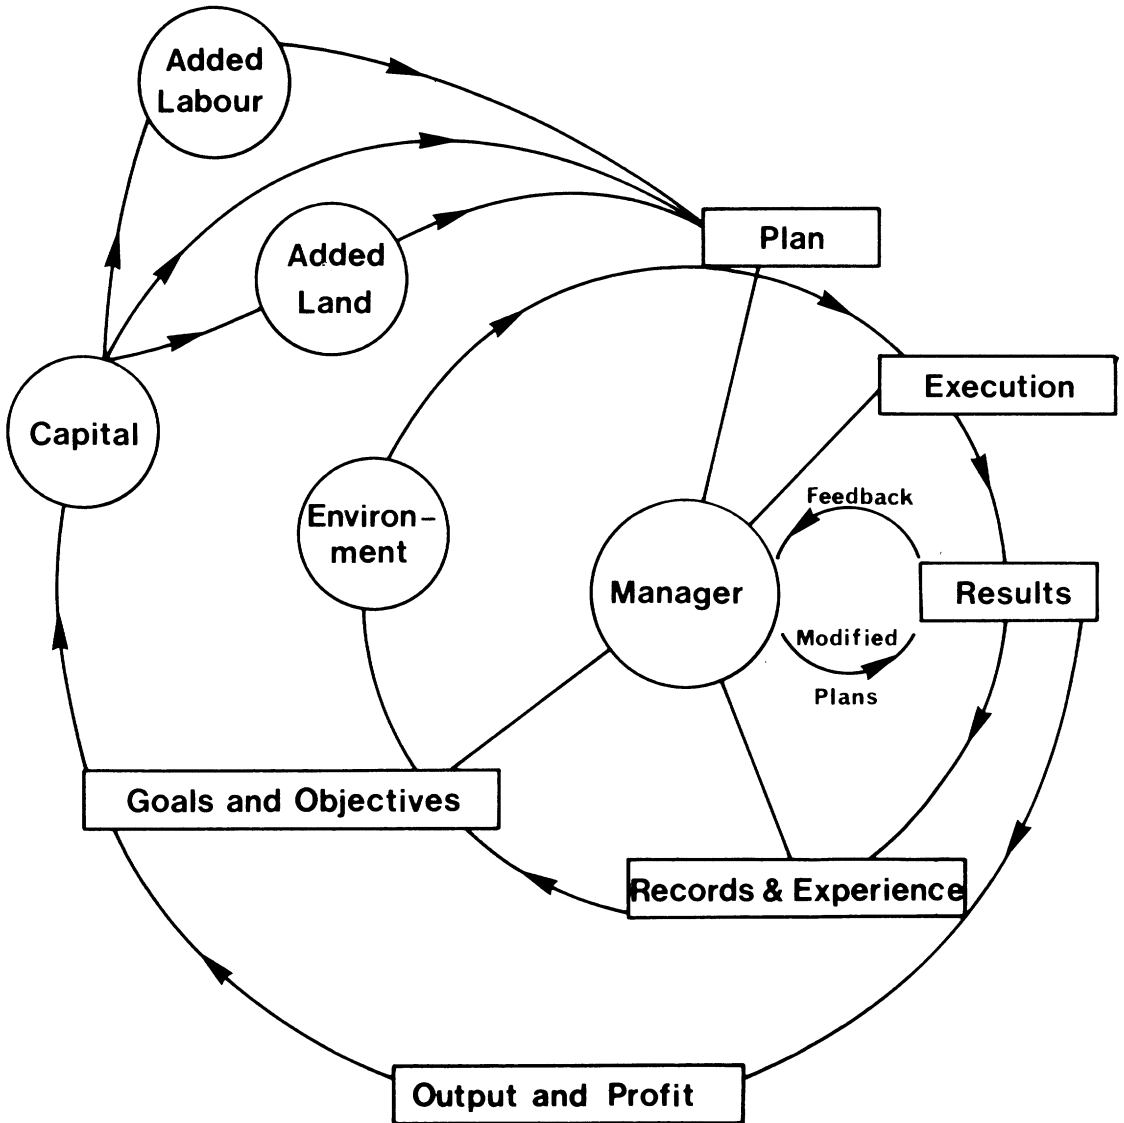 Added
Labour
Plan
Added
Land
Execution
Capital
Feedback
Environ-
ment
Manager
Results
Modified
Plans
Goals and Objectives
Records & Experience
Output and Profit